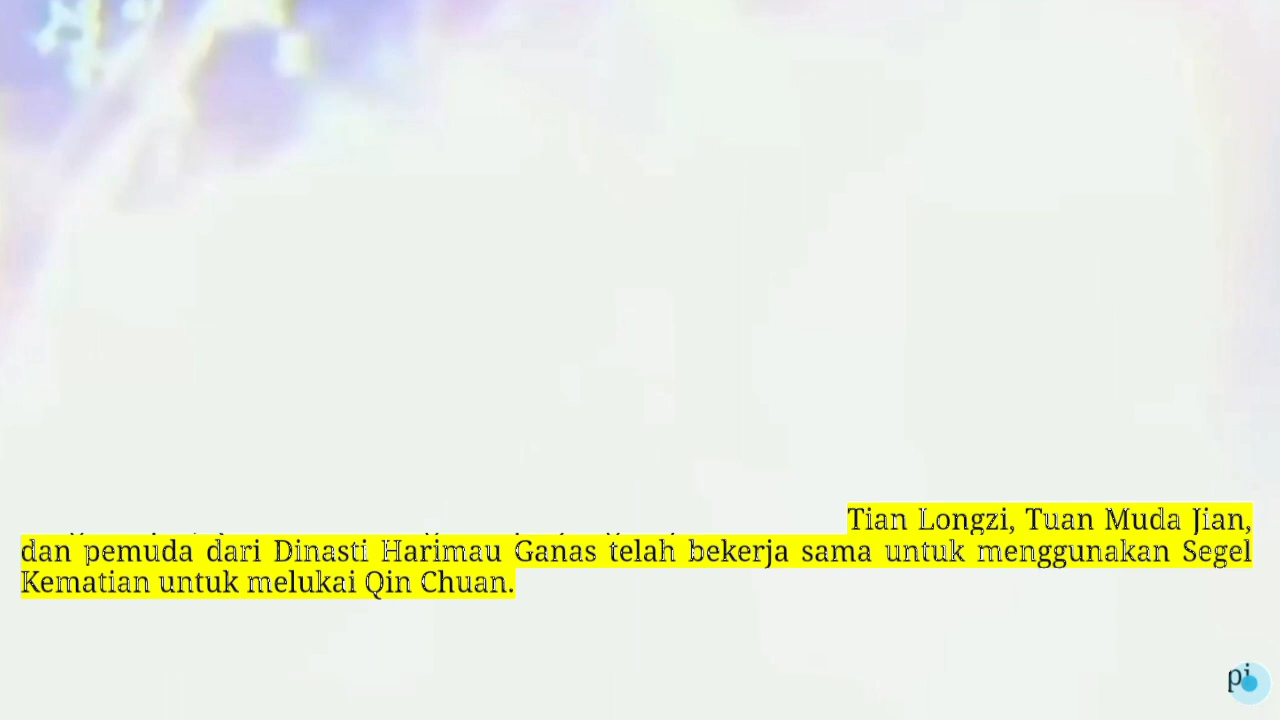 Tian Longzi, Tuan Muda Jian,
dan pemuda dari Dinasti Harimau Ganas telah bekerja sama untuk menggunakan Segel
Kematian untuk melukai Qin Chuan.
pi